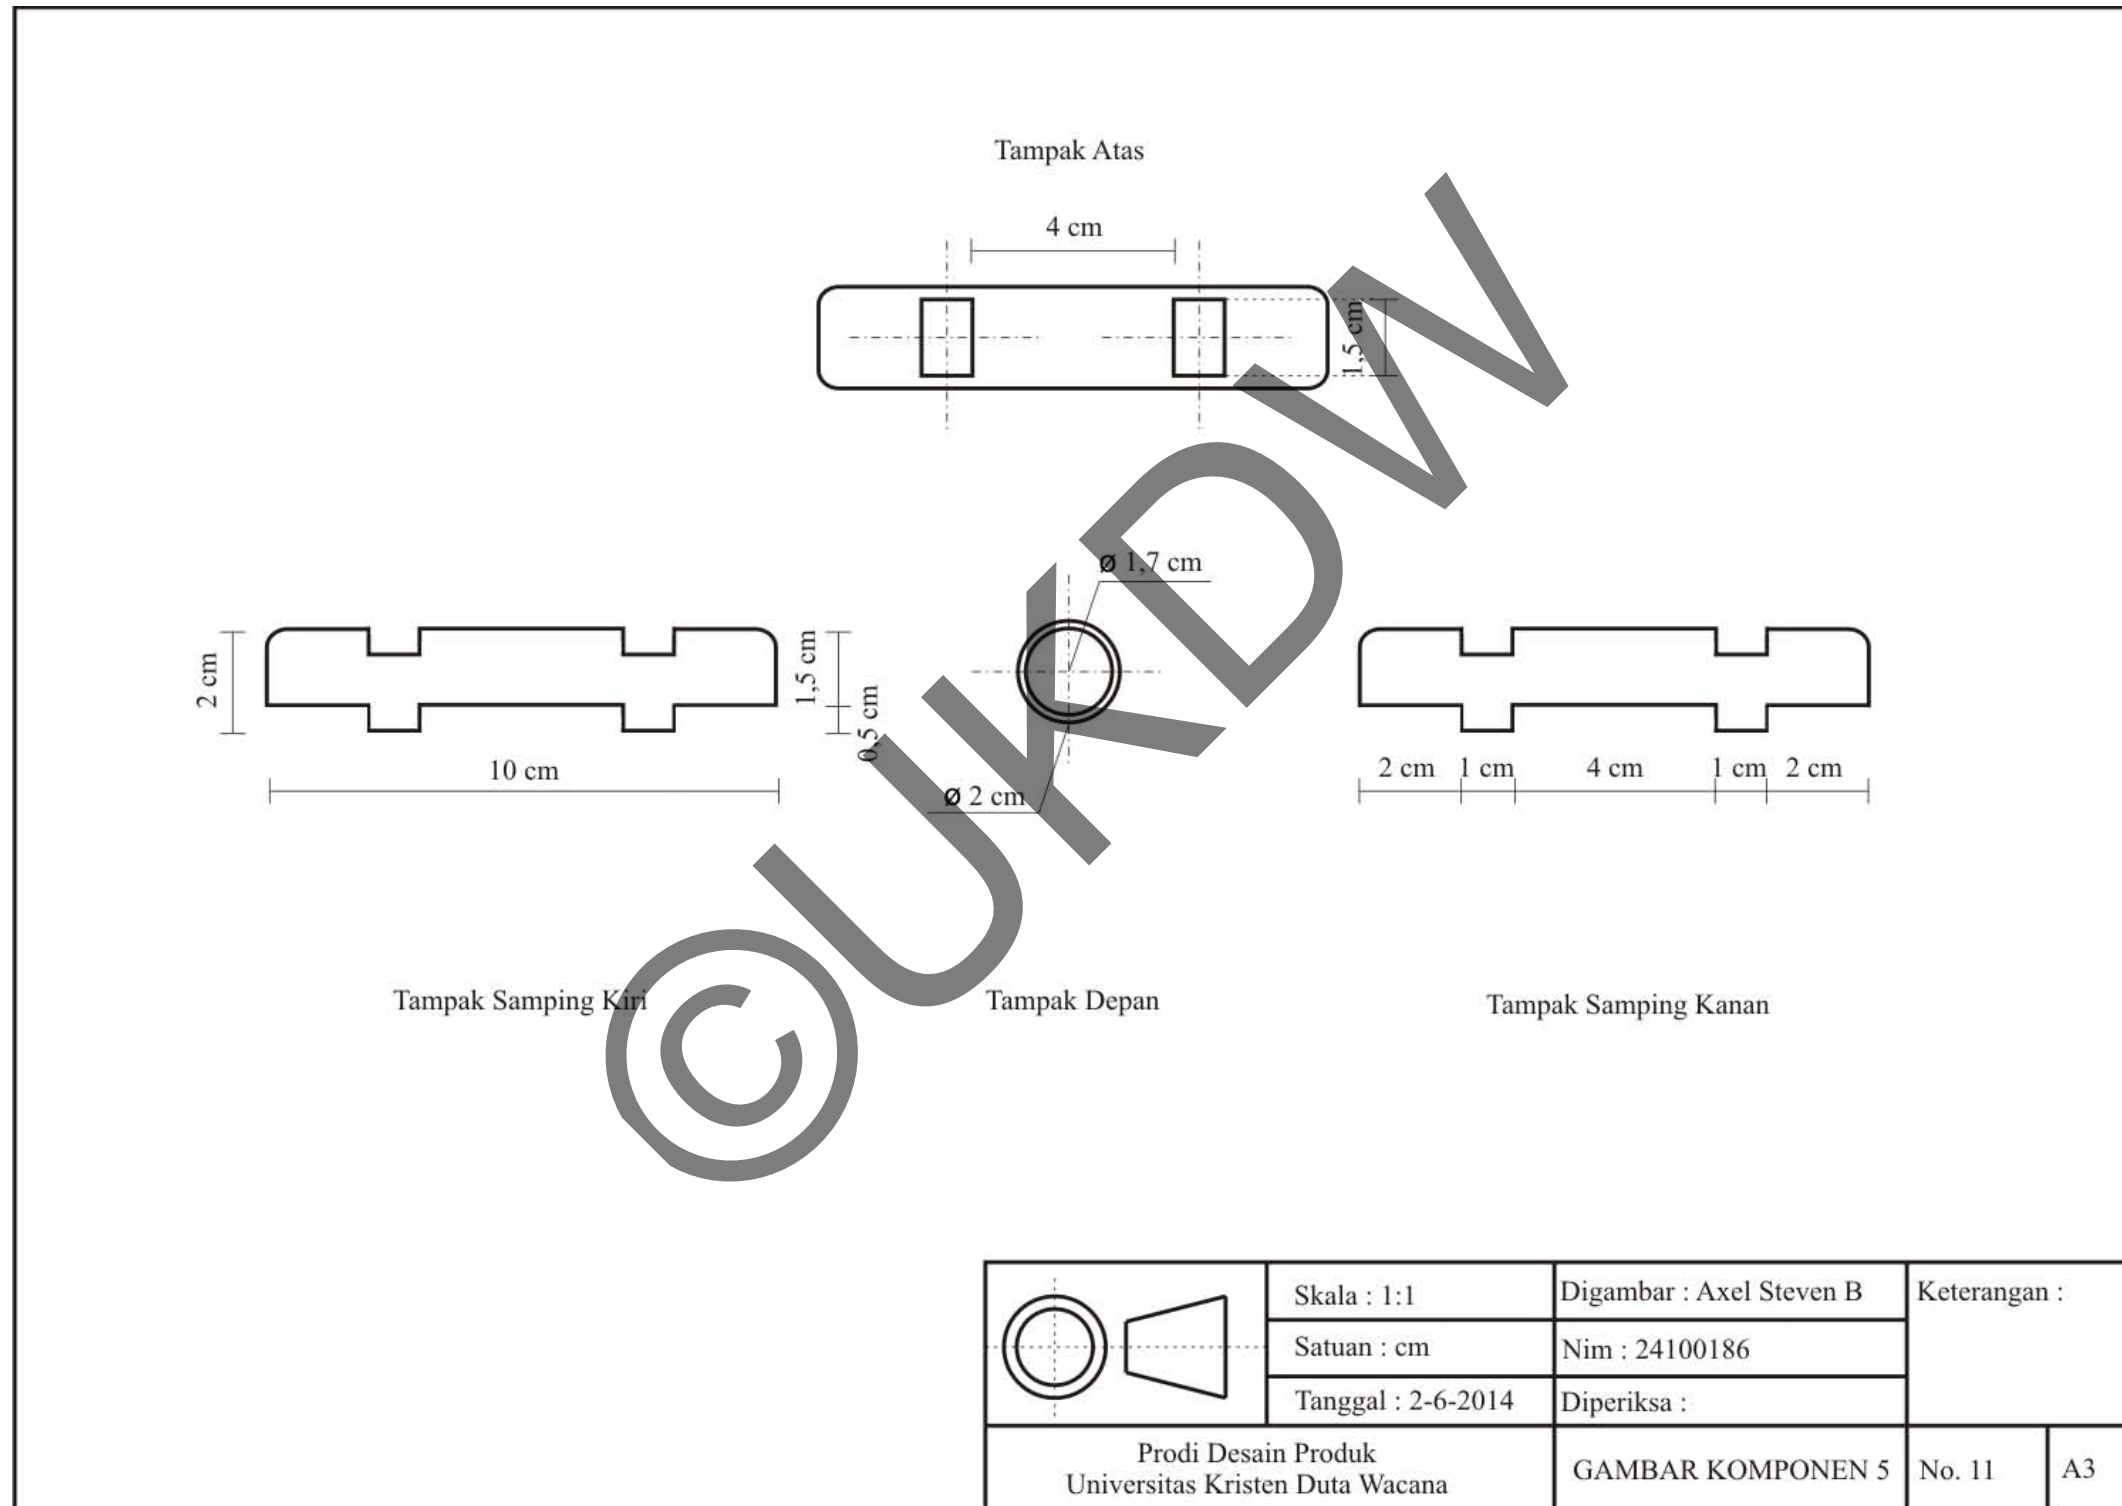 Tampak Atas
4 cm
1,5 cm
Ø 1,7 cm
2 cm
1,5 cm
0,5 cm
10 cm
Ø 2 cm
2 cm 1 cm 4 cm 1 cm 2 cm
Tampak Samping Kiri
Tampak Depan
Tampak Samping Kanan
© UKDW
Skala : 1:1
Digambar : Axel Steven B
Keterangan :
Satuan : cm
Nim : 24100186
Tanggal : 2-6-2014
Diperiksa :
Prodi Desain Produk
Universitas Kristen Duta Wacana
GAMBAR KOMPONEN 5
No. 11
A3